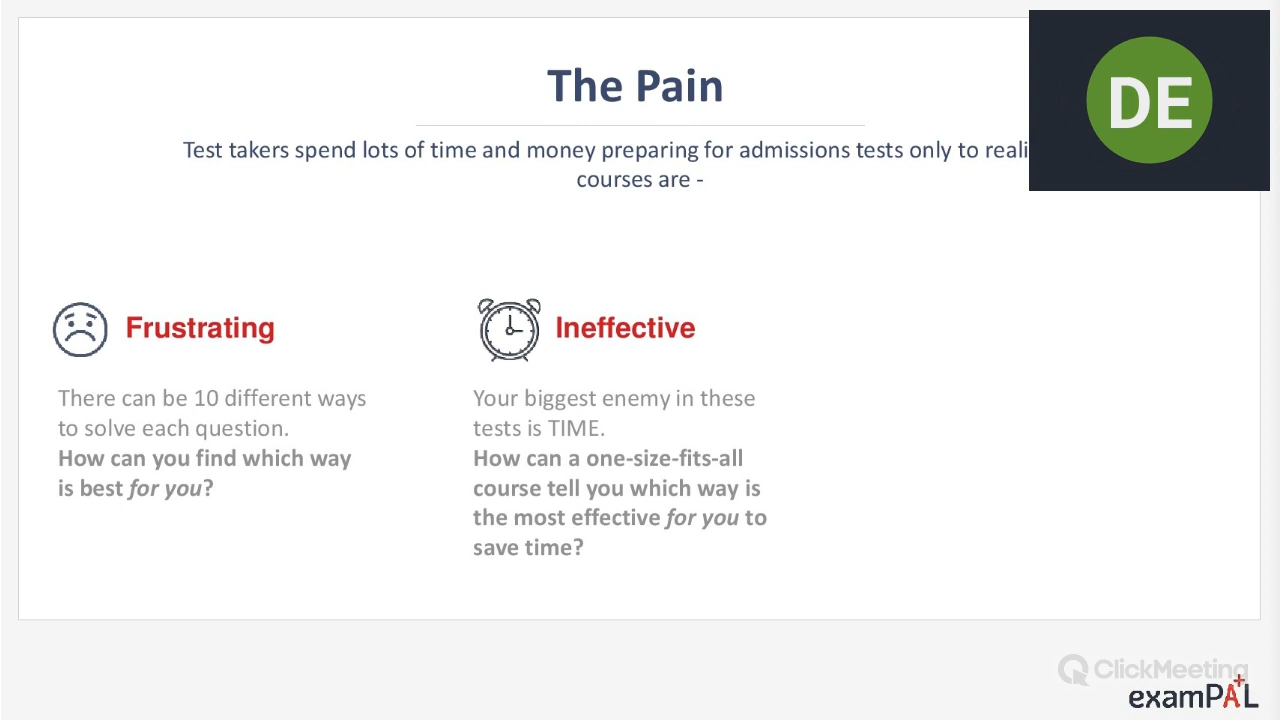 The Pain
DE
Test takers spend lots of time and money preparing for admissions tests only to
courses are -
Frustrating
There can be 10 different ways
to solve each question.
How can you find which way
is best for you?
Ineffective
Your biggest enemy in these
tests is TIME.
How can a one-size-fits-all
course tell you which way is
the most effective for you to
save time?
ClickMeeting
examPAL